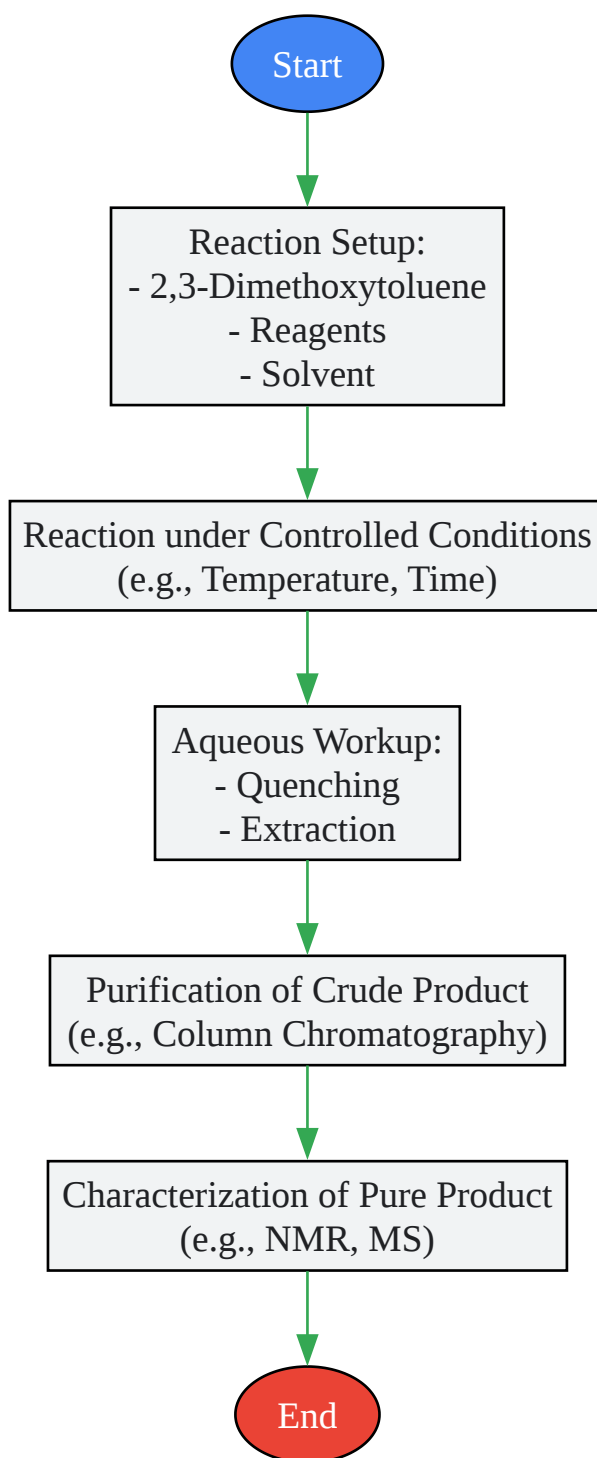 Start
Reaction Setup:
- 2,3-Dimethoxytoluene
- Reagents
- Solvent
Reaction under Controlled Conditions
(e.g., Temperature, Time)
Aqueous Workup:
- Quenching
- Extraction
Purification of Crude Product
(e.g., Column Chromatography)
Characterization of Pure Product
(e.g., NMR, MS)
End